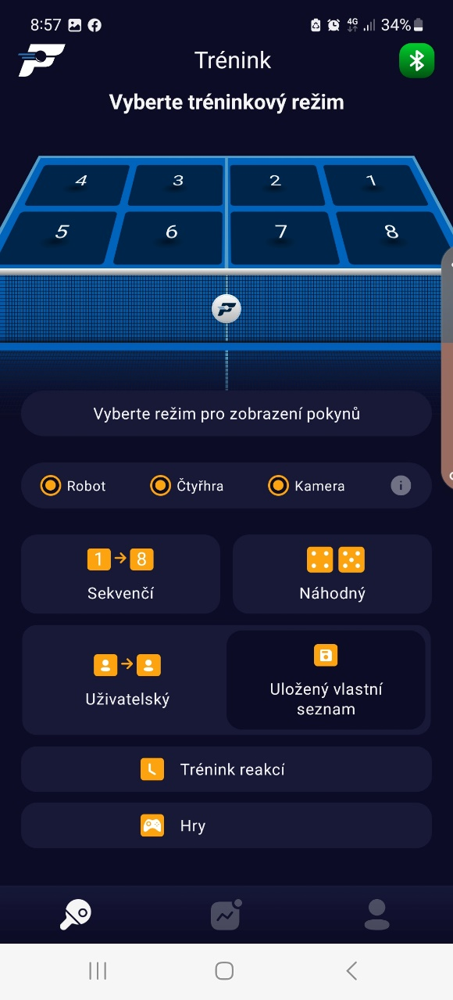 8:57 4G 34%
Trénink
Vyberte tréninkový režim
4 3 2 1
5 6 7 8
Vyberte režim pro zobrazení pokynů
Robot Čtyřhra Kamera i
1 8
Sekvenčí Náhodný
Uživatelský
Uložený vlastní
seznam
Trénink reakcí
Hry